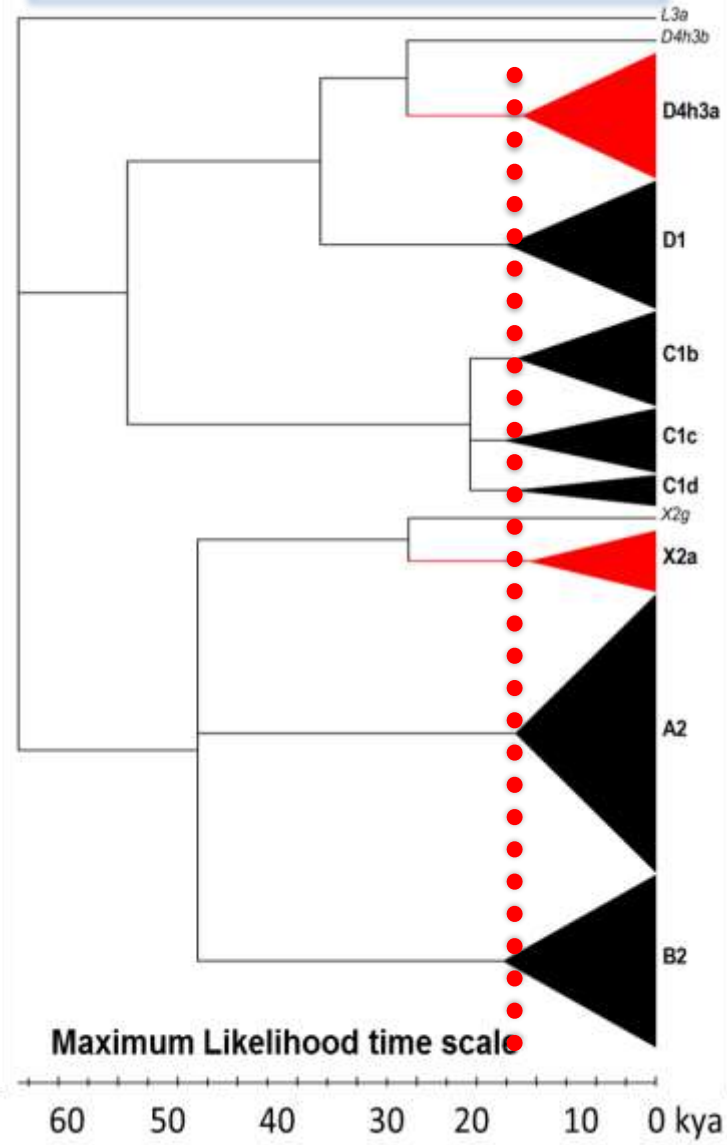 L3a
D4h3b
D4h3a
D1
C1b
C1c
C1d
X2g
X2a
A2
B2
Maximum Likelihood time scale
60 50 40 30 20 10 0 kya